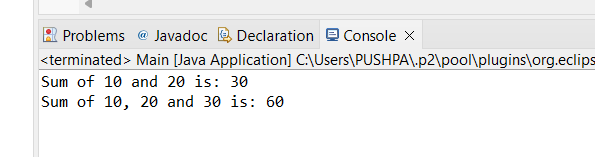 Problems @ Javadoc Declaration Console
<terminated> Main [Java Application] C:\Users\PUSHPA\.p2\pool\plugins\org.eclips
Sum of 10 and 20 is: 30
Sum of 10, 20 and 30 is: 60